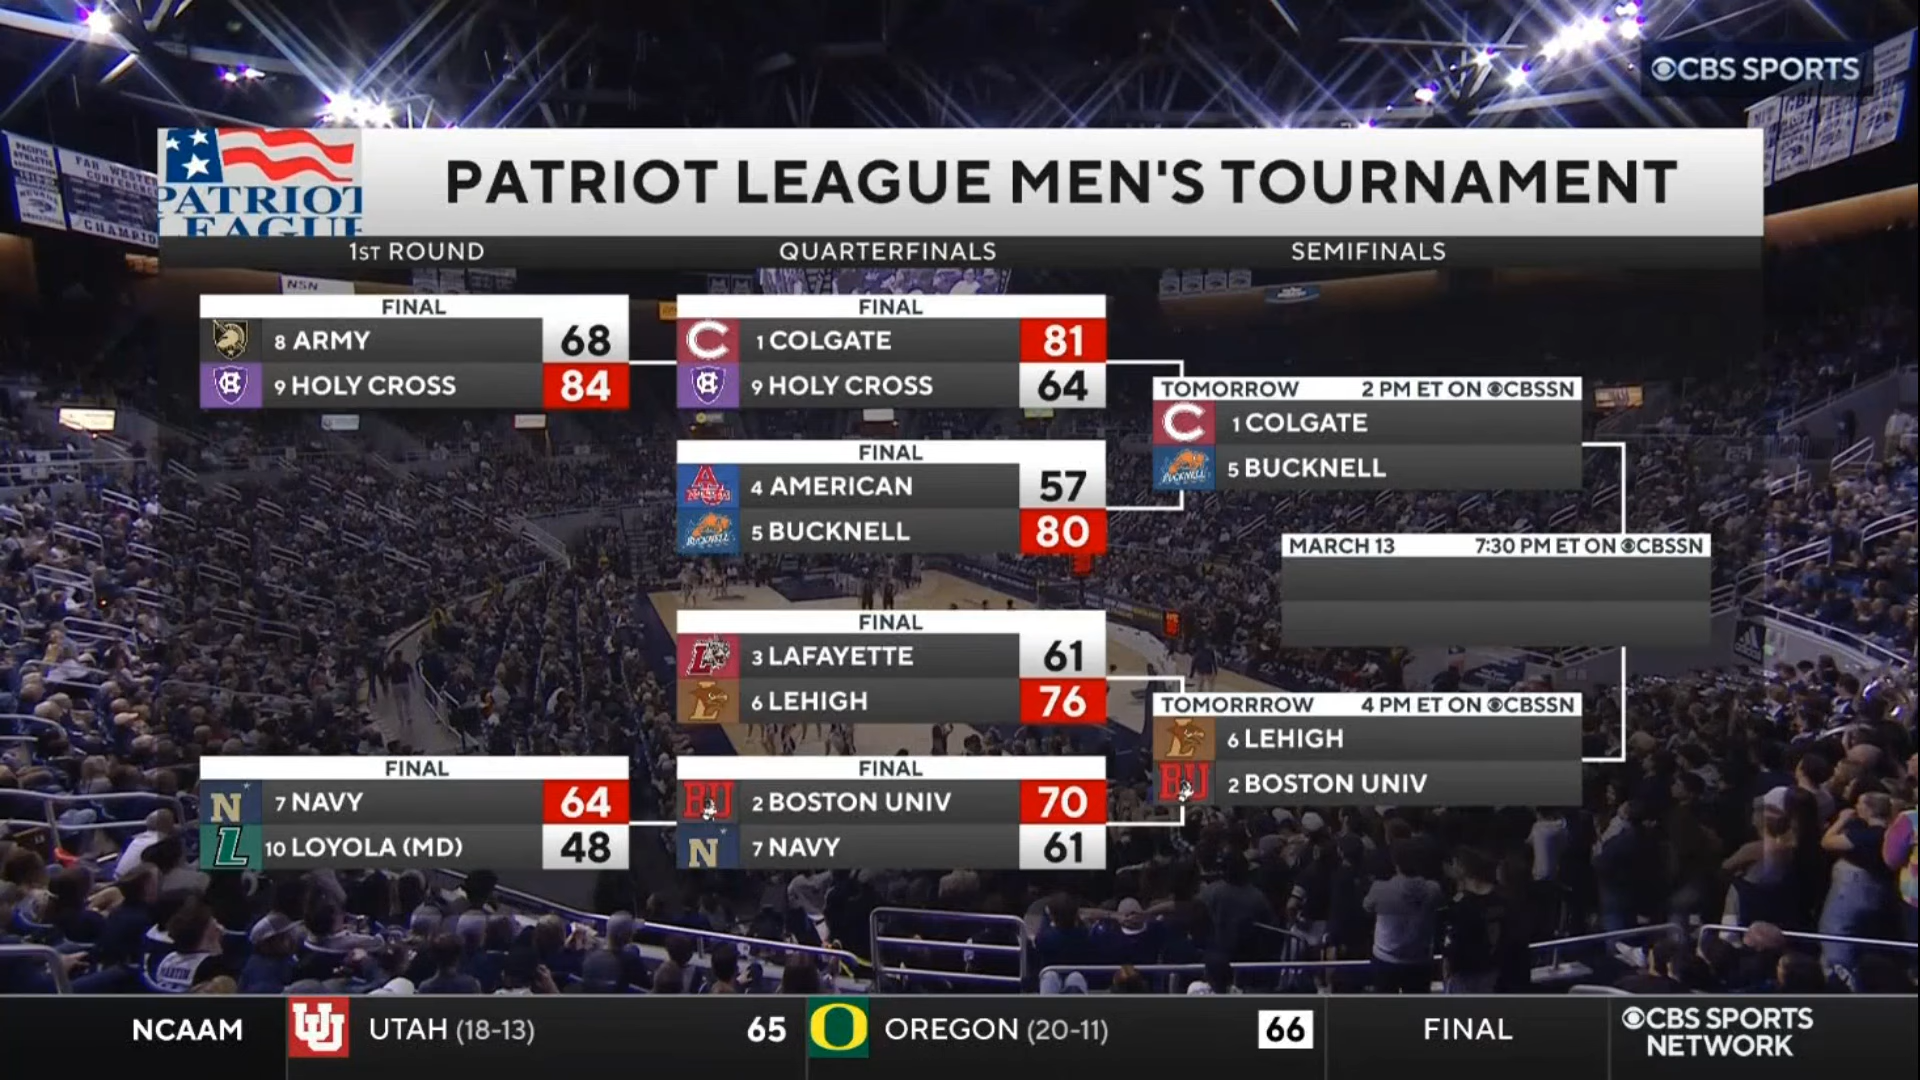 CBS SPORTS
PATRIOT LEAGUE
PATRIOT LEAGUE MEN'S TOURNAMENT
1ST ROUND
QUARTERFINALS
SEMIFINALS
NSN
FINAL
8 ARMY 68
9 HOLY CROSS 84
FINAL
7 NAVY 64
10 LOYOLA (MD) 48
FINAL
1 COLGATE 81
9 HOLY CROSS 64
FINAL
4 AMERICAN 57
5 BUCKNELL 80
FINAL
3 LAFAYETTE 61
6 LEHIGH 76
FINAL
2 BOSTON UNIV 70
7 NAVY 61
TOMORROW 2 PM ET ON CBSSN
1 COLGATE
5 BUCKNELL
MARCH 13 7:30 PM ET ON CBSSN
TOMORRROW 4 PM ET ON CBSSN
6 LEHIGH
2 BOSTON UNIV
NCAAM
UTAH (18-13) 65
OREGON (20-11) 66
FINAL
CBS SPORTS
NETWORK